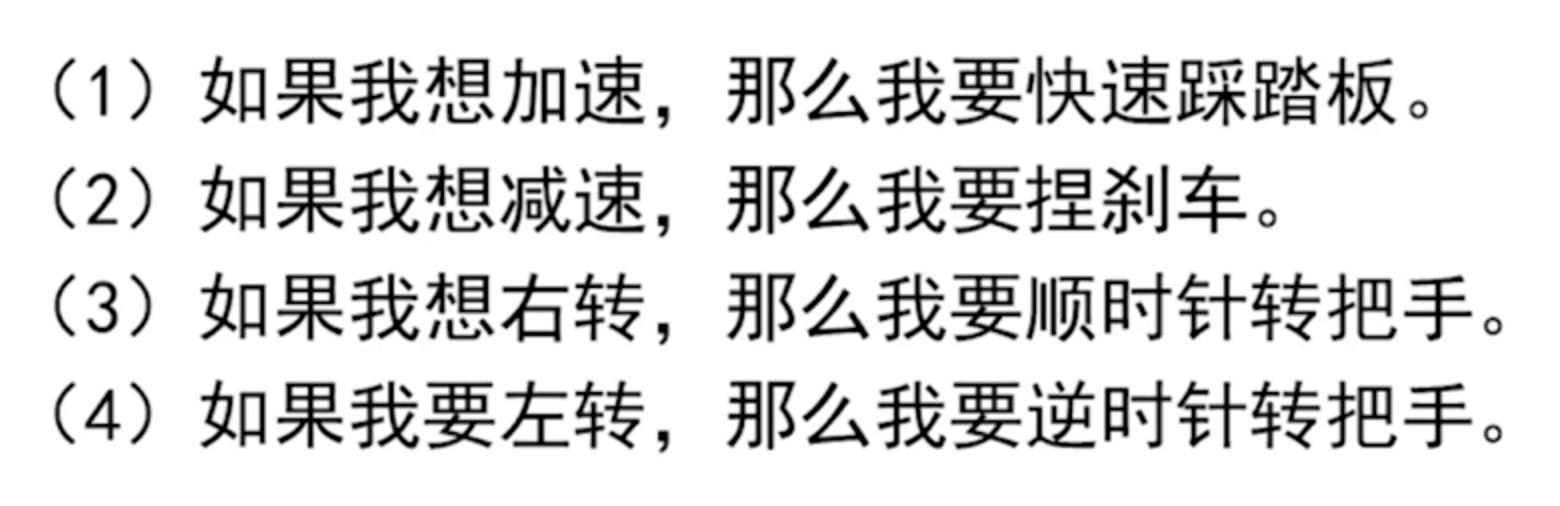 （1）如果我想加速，那么我要快速踩踏板。
（2）如果我想减速，那么我要捏刹车。
（3）如果我想右转，那么我要顺时针转把手。
（4）如果我要左转，那么我要逆时针转把手。